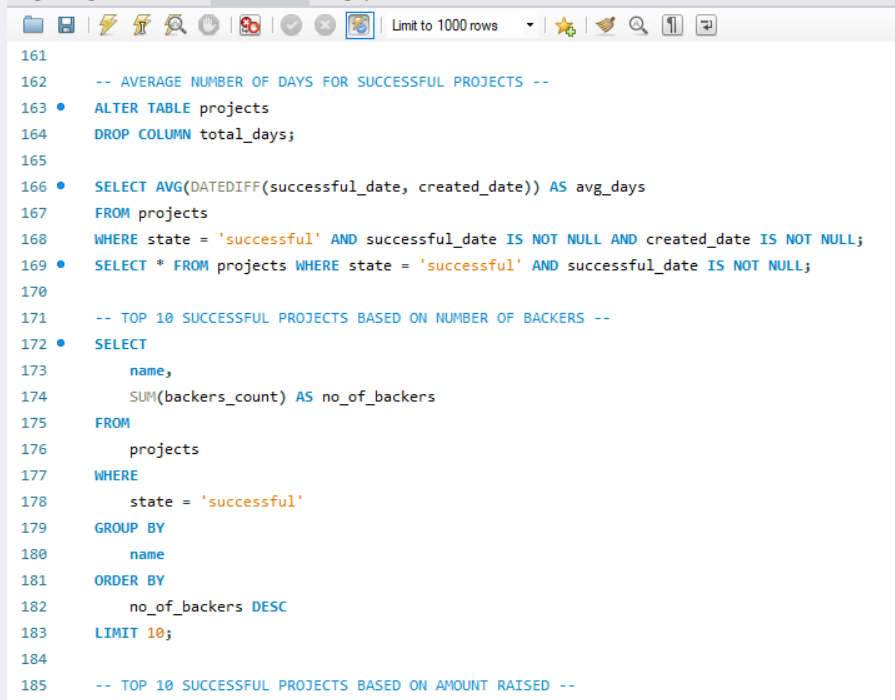 Limit to 1000 rows
161
162 -- AVERAGE NUMBER OF DAYS FOR SUCCESSFUL PROJECTS --
163 ALTER TABLE projects
164 DROP COLUMN total_days;
165
166 SELECT AVG(DATEDIFF(successful_date, created_date)) AS avg_days
167 FROM projects
168 WHERE state = 'successful' AND successful_date IS NOT NULL AND created_date IS NOT NULL;
169 SELECT * FROM projects WHERE state = 'successful' AND successful_date IS NOT NULL;
170
171 -- TOP 10 SUCCESSFUL PROJECTS BASED ON NUMBER OF BACKERS --
172 SELECT
173 name,
174 SUM(backers_count) AS no_of_backers
175 FROM
176 projects
177 WHERE
178 state = 'successful'
179 GROUP BY
180 name
181 ORDER BY
182 no_of_backers DESC
183 LIMIT 10;
184
185 -- TOP 10 SUCCESSFUL PROJECTS BASED ON AMOUNT RAISED --